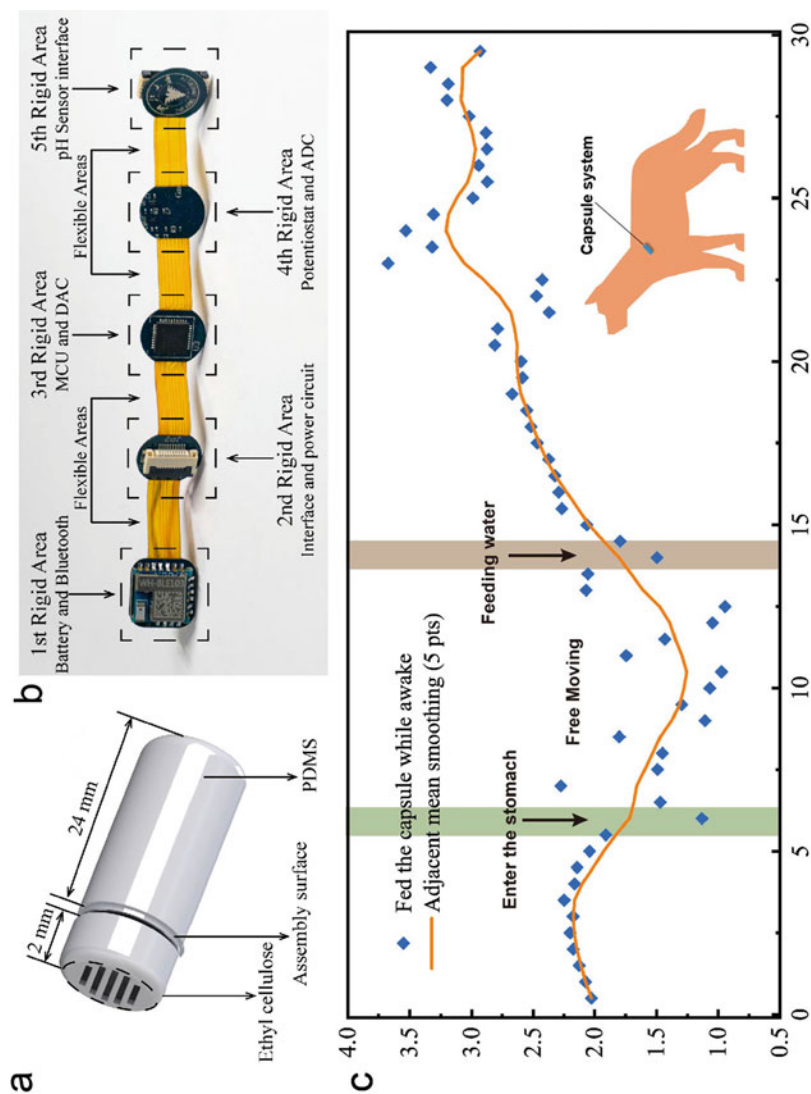 a
2 mm
24 mm
Ethyl cellulose
Assembly surface
PDMS
b
1st Rigid Area
Battery and Bluetooth
3rd Rigid Area
MCU and DAC
5th Rigid Area
pH Sensor interface
Flexible Areas
Flexible Areas
WH-BLE103
2nd Rigid Area
Interface and power circuit
4th Rigid Area
Potentiostat and ADC
c
Fed the capsule while awake
Adjacent mean smoothing (5 pts)
Enter the stomach
Free Moving
Feeding water
Capsule system
4.0
3.5
3.0
2.5
2.0
1.5
1.0
0.5
0
5
10
15
20
25
30